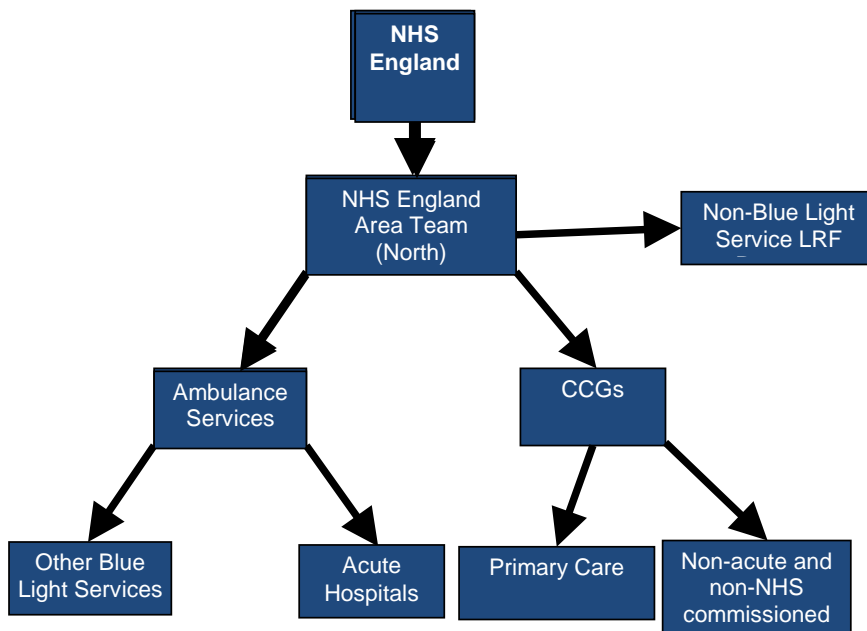 NHS
England
NHS England
Area Team
(North)
Non-Blue Light
Service LRF
Ambulance
Services
CCGs
Other Blue
Light Services
Acute
Hospitals
Primary Care
Non-acute and
non-NHS
commissioned